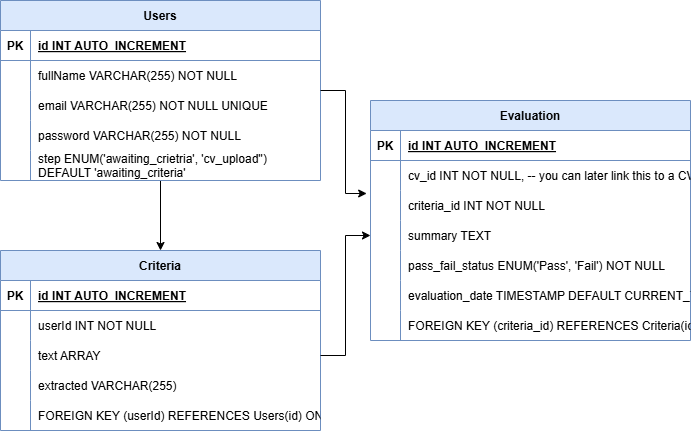 Users
PK id INT AUTO_INCREMENT
fullName VARCHAR(255) NOT NULL
email VARCHAR(255) NOT NULL UNIQUE
password VARCHAR(255) NOT NULL
step ENUM('awaiting_crietria', 'cv_upload'')
DEFAULT 'awaiting_criteria'
Evaluation
PK id INT AUTO_INCREMENT
cv_id INT NOT NULL, -- you can later link this to a CV
criteria_id INT NOT NULL
summary TEXT
pass_fail_status ENUM('Pass', 'Fail') NOT NULL
evaluation_date TIMESTAMP DEFAULT CURRENT_
FOREIGN KEY (criteria_id) REFERENCES Criteria(id
Criteria
PK id INT AUTO_INCREMENT
userId INT NOT NULL
text ARRAY
extracted VARCHAR(255)
FOREIGN KEY (userId) REFERENCES Users(id) ON